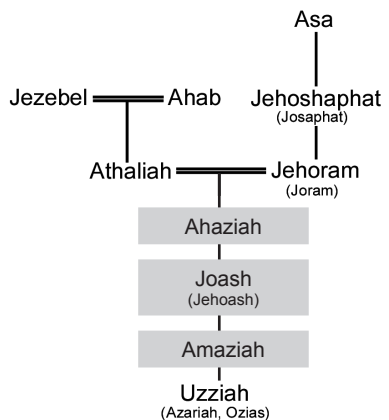 Asa
Jezebel Ahab Jehoshaphat
(Josaphat)
Athaliah Jehoram
(Joram)
Ahaziah
Joash
(Jehoash)
Amaziah
Uzziah
(Azariah, Ozias)